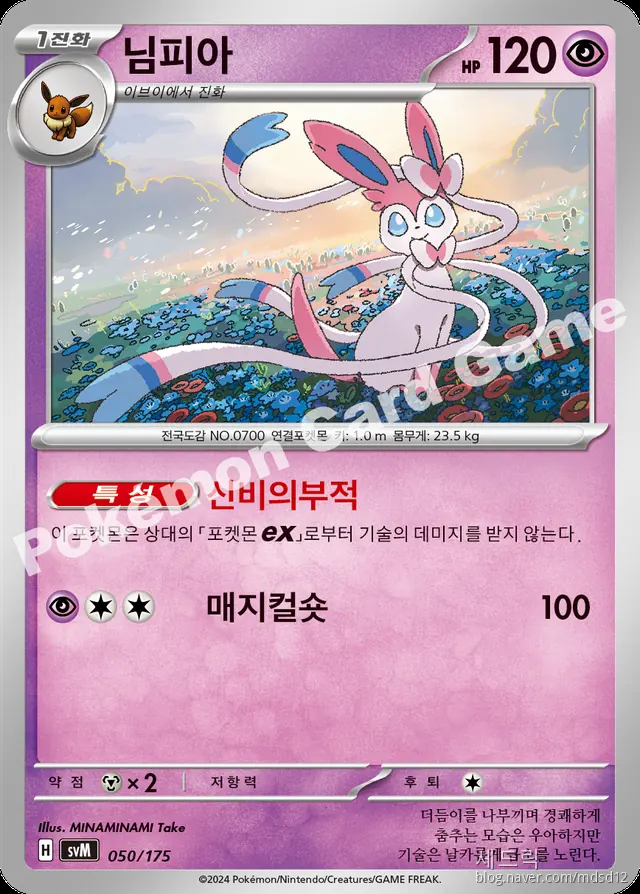 1진화
님피아
HP 120
이브이에서 진화
전국도감 NO.0700 연결포켓몬 키: 1.0 m 몸무게: 23.5 kg
특성 신비의부적
이 포켓몬은 상대의 「포켓몬 ex」로부터 기술의 데미지를 받지 않는다.
매지컬숏 100
약점 ×2 저항력 후퇴
Illus. MINAMINAMI Take
H svM 050/175
더듬이를 나부끼며 경쾌하게
춤추는 모습은 우아하지만
기술은 날카롭게 급소를 노린다.
©2024 Pokémon/Nintendo/Creatures/GAME FREAK.
Pokémon Card Game
blog.naver.com/mdsd12